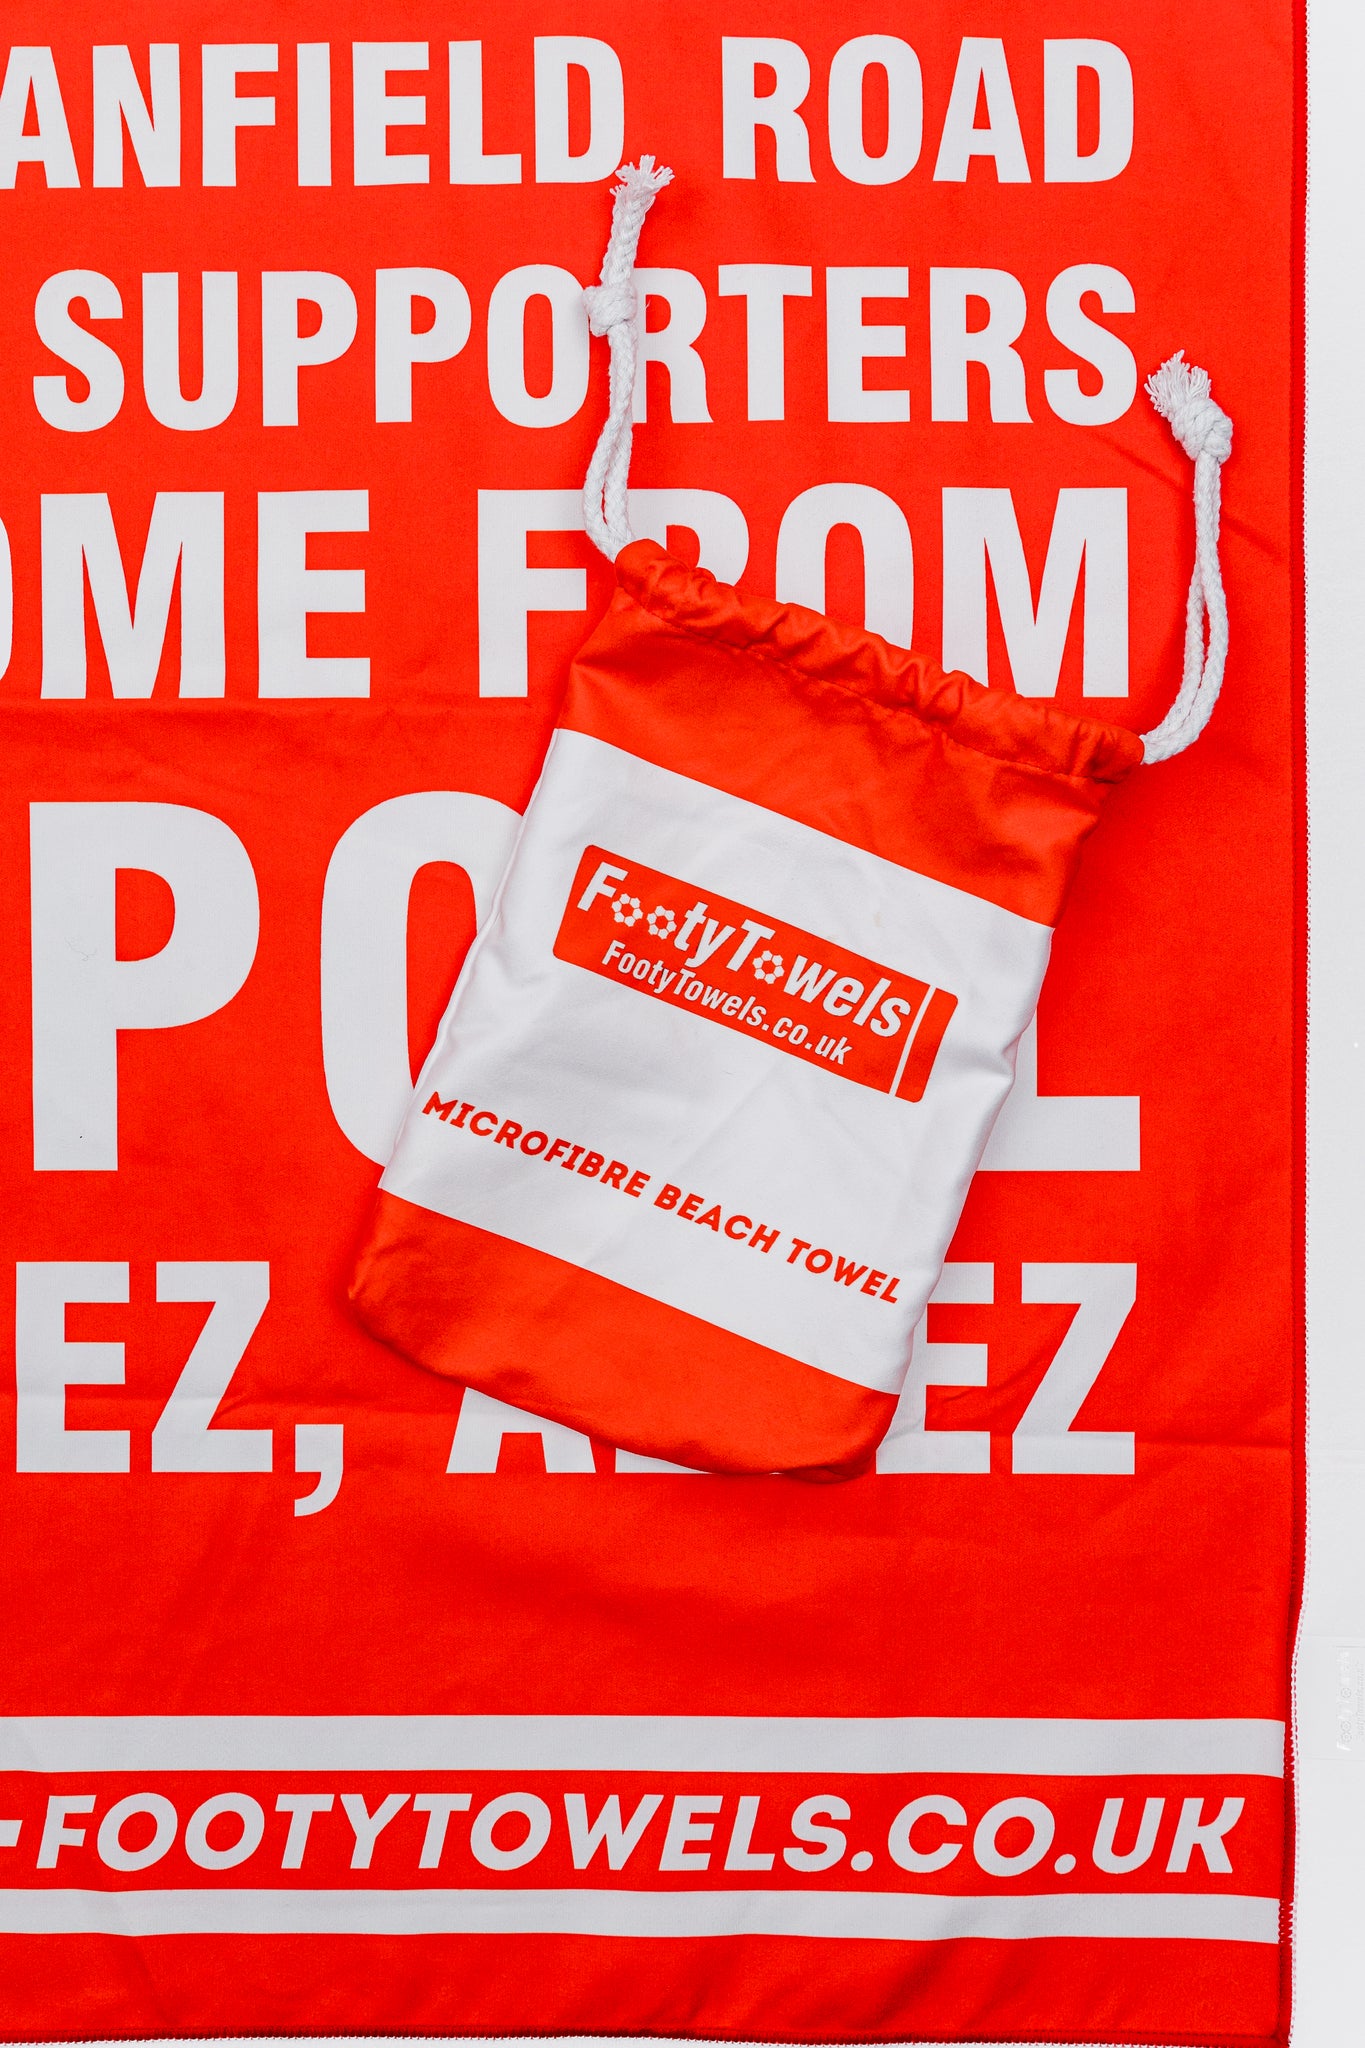 ANFIELD ROAD
SUPPORTERS
OME FROM
PO L
EZ, A EZ
FootyTowels
FootyTowels.co.uk
MICROFIBRE BEACH TOWEL
-FOOTYTOWELS.CO.UK